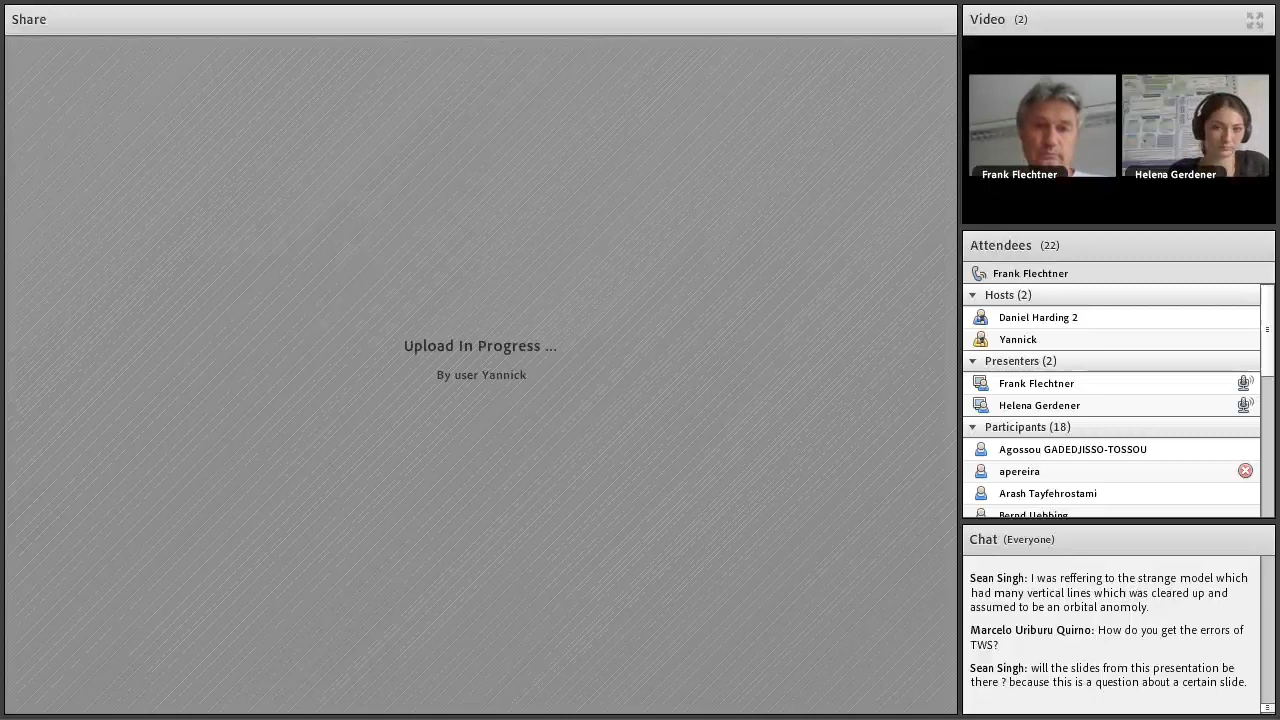 Share
Upload In Progress ...
By user Yannick
Video (2)
Frank Flechtner
Helena Gerdener
Attendees (22)
Frank Flechtner
Hosts (2)
Daniel Harding 2
Yannick
Presenters (2)
Frank Flechtner
Helena Gerdener
Participants (18)
Agossou GADEDJISSO-TOSSOU
apereira
Arash Tayfehrostami
Bernd Uebbing
Chat (Everyone)
Sean Singh: I was reffering to the strange model which
had many vertical lines which was cleared up and
assumed to be an orbital anomoly.
Marcelo Uriburu Quirno: How do you get the errors of
TWS?
Sean Singh: will the slides from this presentation be
there ? because this is a question about a certain slide.